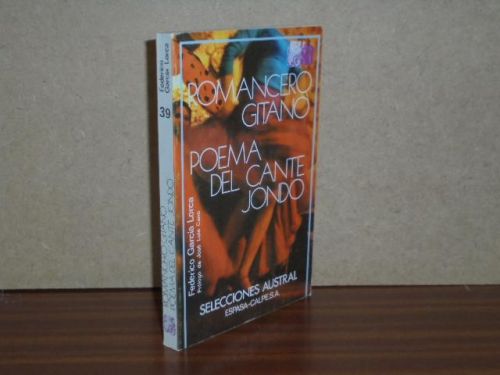 ROMANCERO
GITANO
POEMA
DEL CANTE
JONDO
Federico García Lorca
Prólogo de José Luis Cano
SELECCIONES AUSTRAL
ESPASA-CALPE, S.A.
Federico
García Lorca
39
ROMANCERO GITANO
POEMA DEL CANTE JONDO